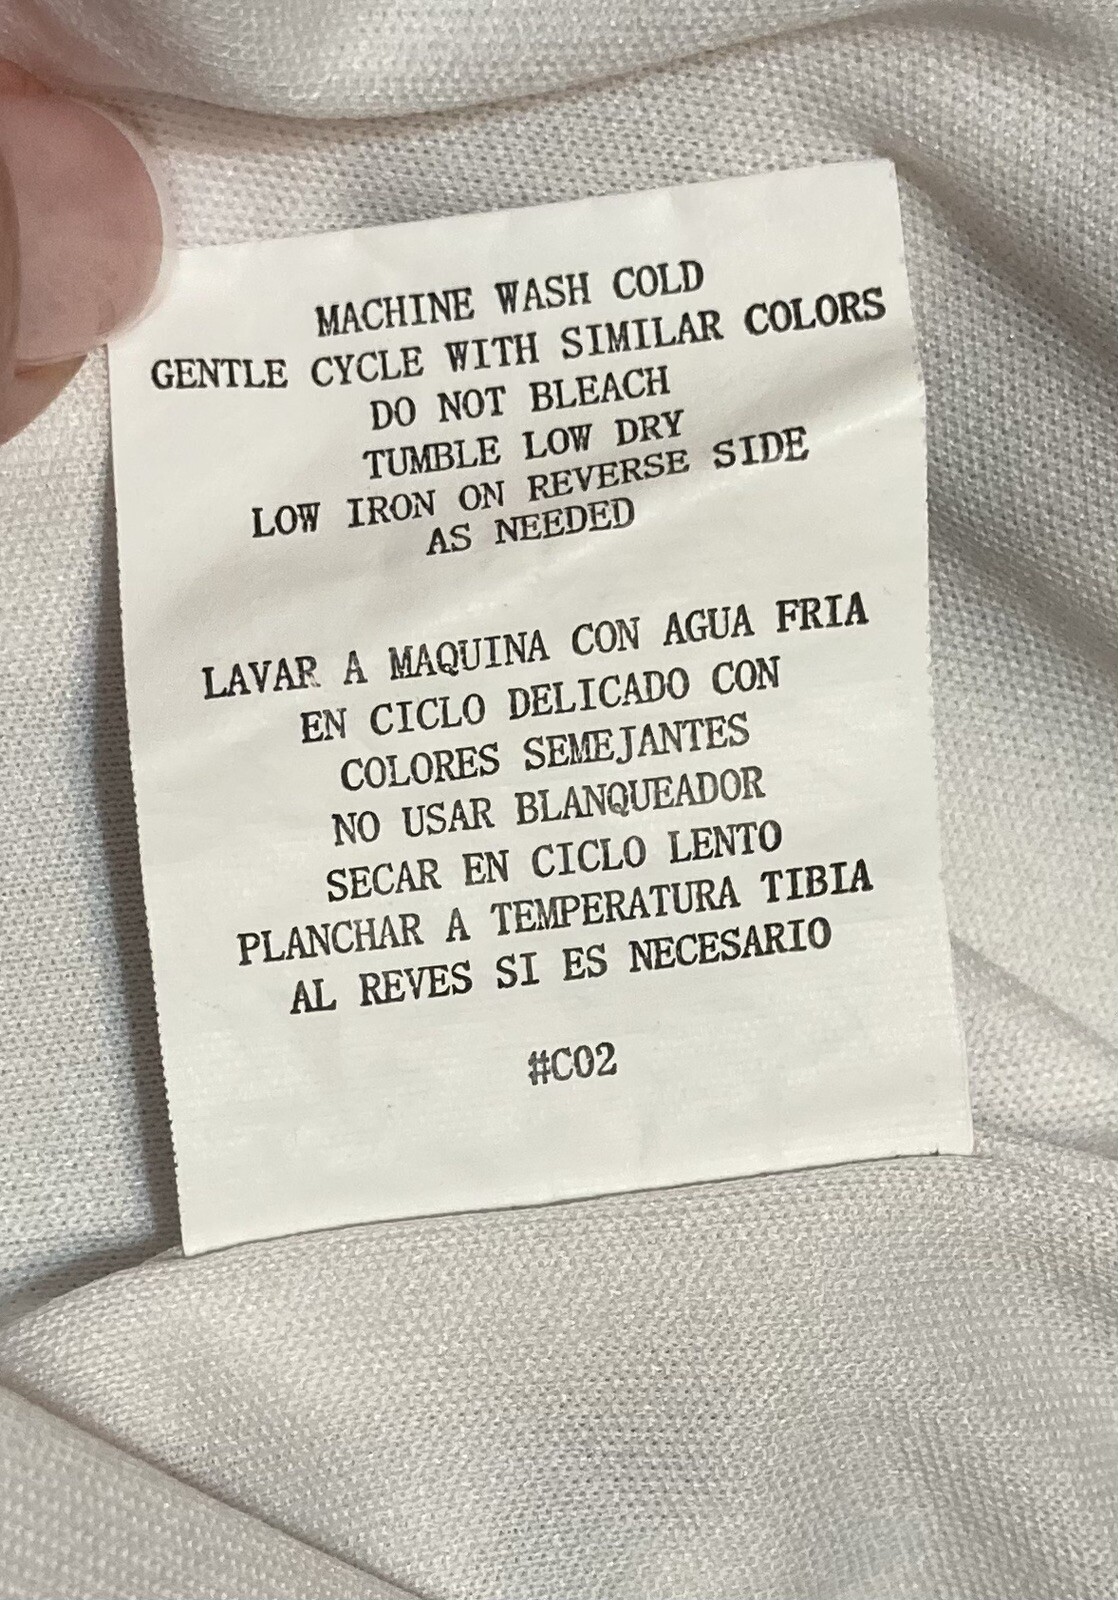 MACHINE WASH COLD
GENTLE CYCLE WITH SIMILAR COLORS
DO NOT BLEACH
TUMBLE LOW DRY
LOW IRON ON REVERSE SIDE
AS NEEDED
LAVAR A MAQUINA CON AGUA FRIA
EN CICLO DELICADO CON
COLORES SEMEJANTES
NO USAR BLANQUEADOR
SECAR EN CICLO LENTO
PLANCHAR A TEMPERATURA TIBIA
AL REVES SI ES NECESARIO
#C02